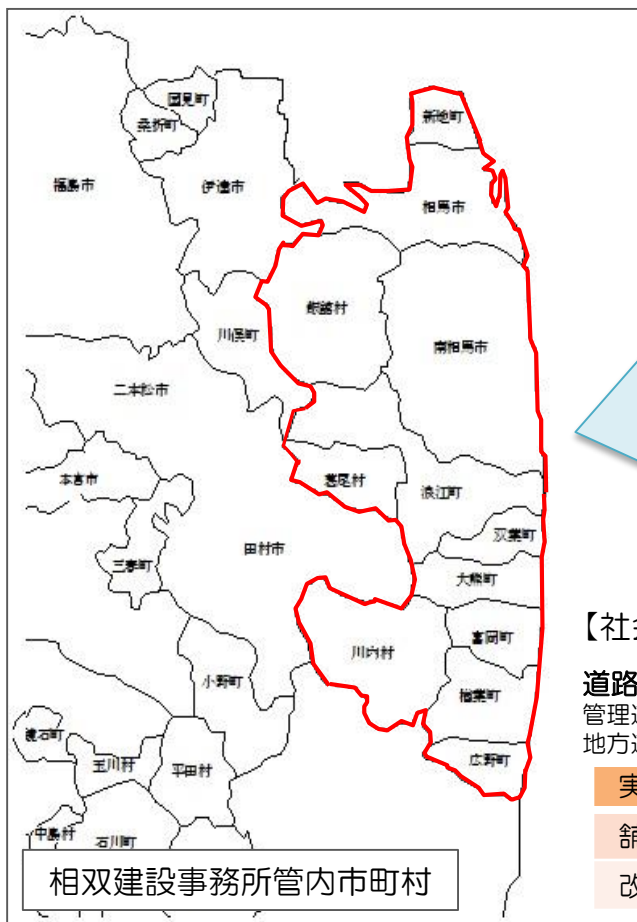 国見町
桑折町
新地町
福島市
伊達市
相馬市
飯舘村
川俣町
南相馬市
二本松市
本宮市
葛尾村
浪江町
双葉町
三春町
田村市
大熊町
富岡町
川内村
小野町
楢葉町
鏡石町
玉川村
平田村
広野町
中島村
石川町
相双建設事務所管内市町村
【社
道路
管理
地方
実
舗
改